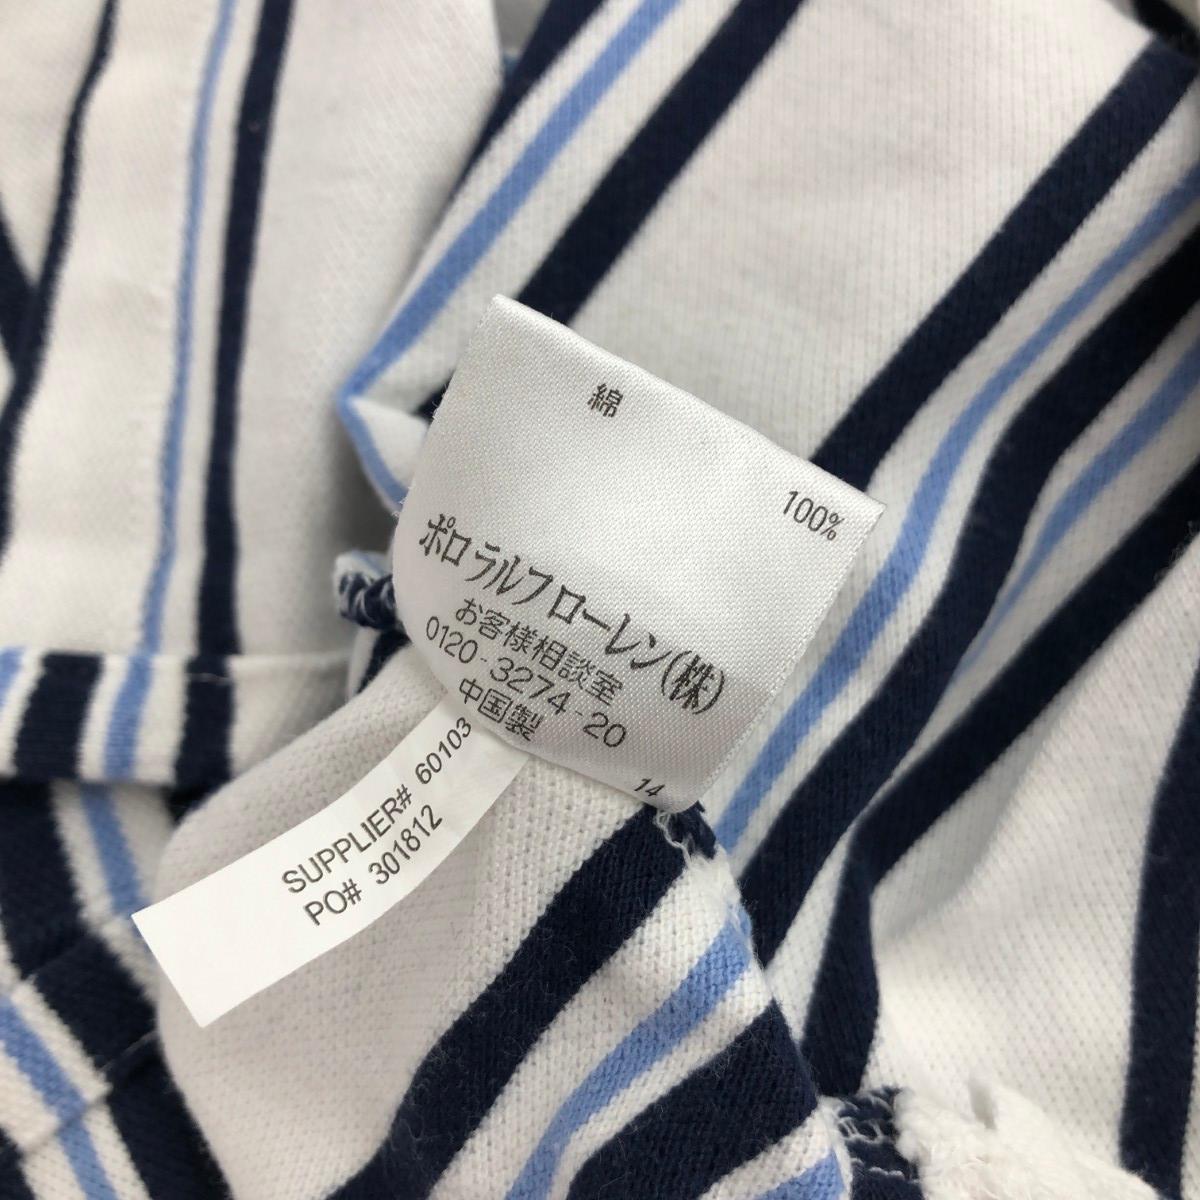 綿 100%
ポロ ラルフ ローレン(株)
お客様相談室
0120-3274-20
中国製
14
SUPPLIER# 60103
PO# 301812